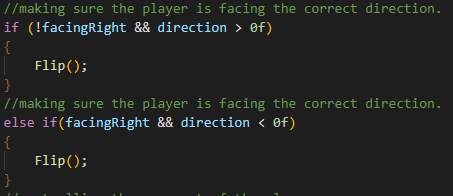 //making sure the player is facing the correct direction.
if (!facingRight && direction > 0f)
{
Flip();
}
//making sure the player is facing the correct direction.
else if(facingRight && direction < 0f)
{
Flip();
}